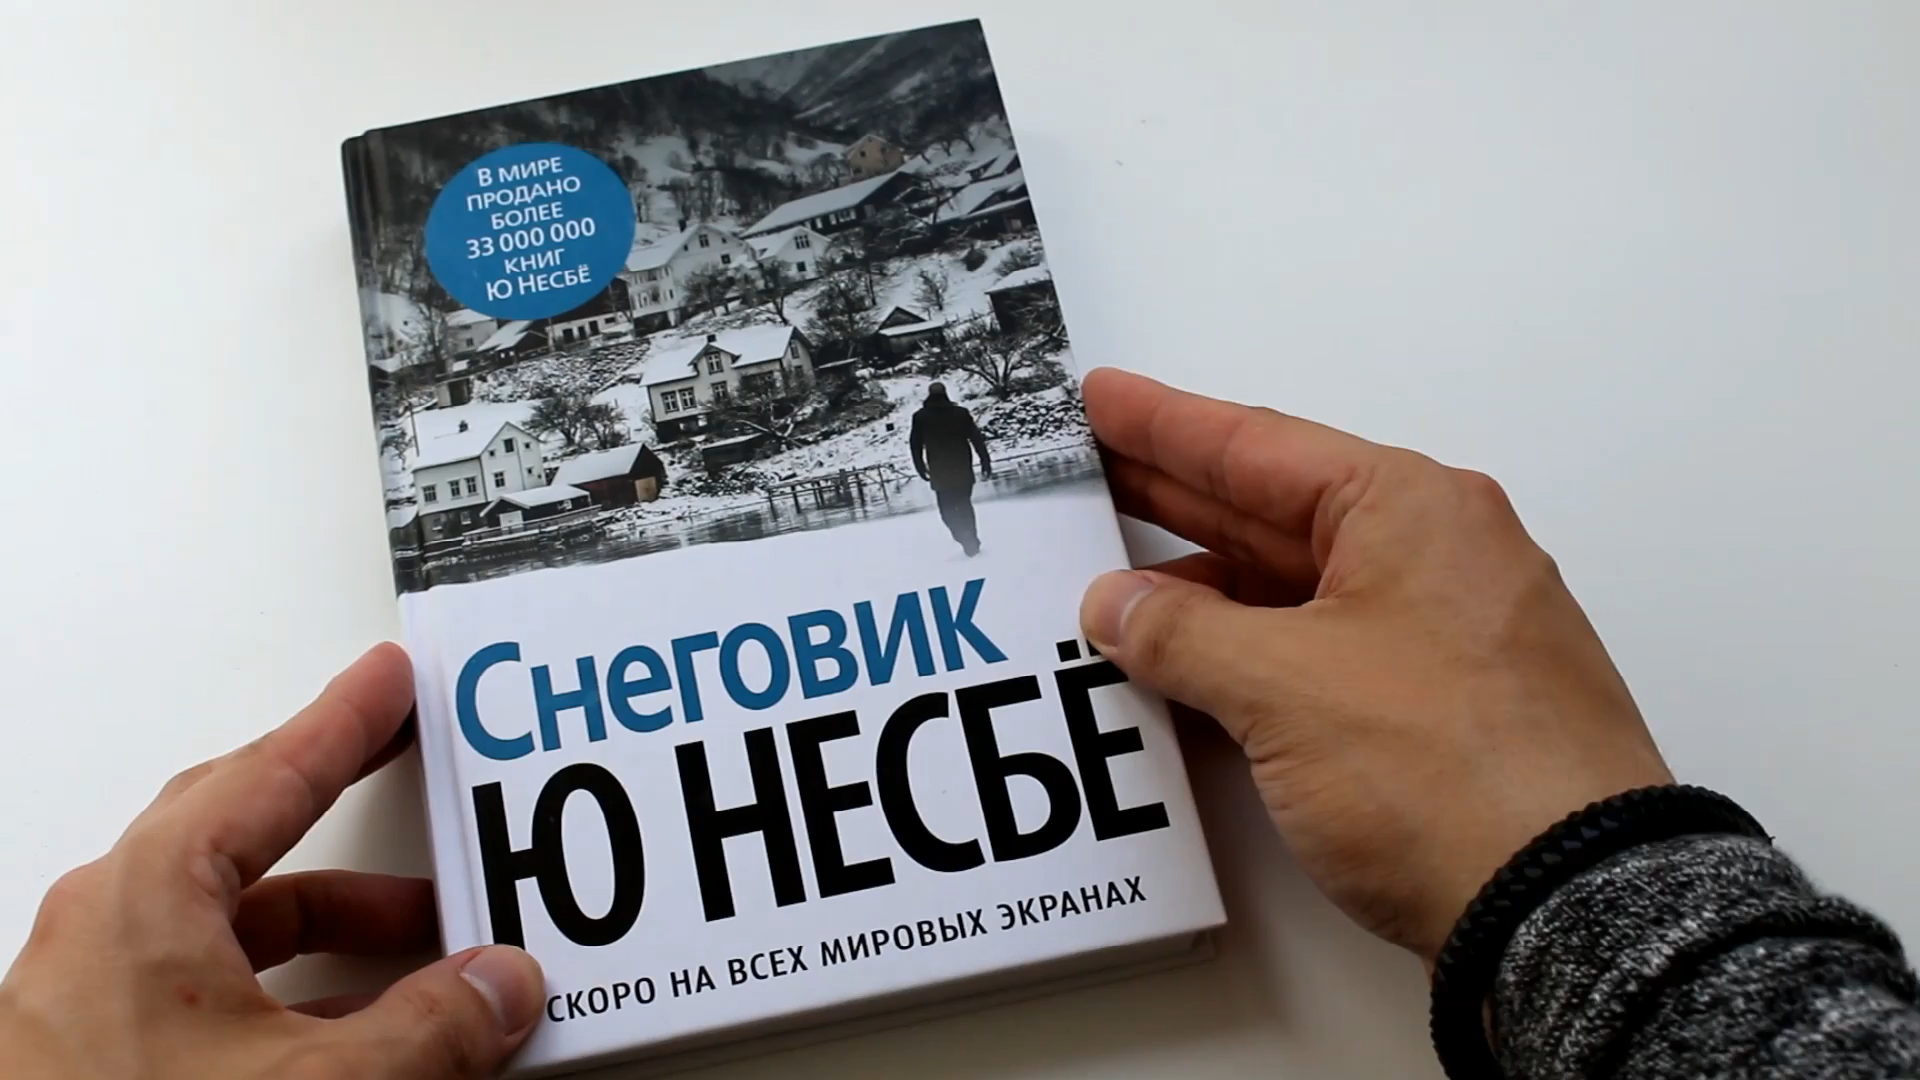 В МИРЕ
ПРОДАНО
БОЛЕЕ
33 000 000
КНИГ
Ю НЕСБЁ
Снеговик
Ю НЕСБЁ
СКОРО НА ВСЕХ МИРОВЫХ ЭКРАНАХ